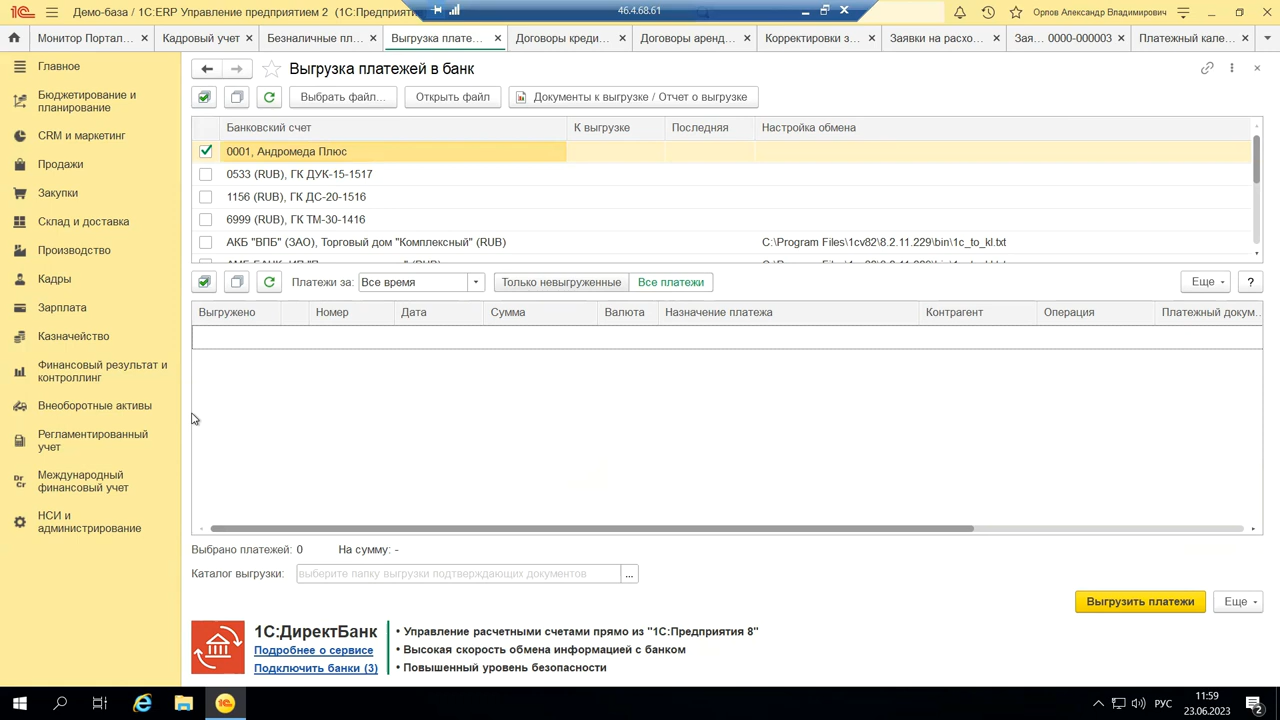 Демо-база / 1С:ERP Управление предприятием 2 (1С:Предприяти
46.4.68.61
Орлов Александр Владимирович
Монитор Портал...
Кадровый учет
Безналичные пл...
Выгрузка плате...
Договоры креди...
Договоры аренд...
Корректировки з...
Заявки на расхо...
Зая... 0000-000003
Платежный кале...
Главное
Бюджетирование и
планирование
CRM и маркетинг
Продажи
Закупки
Склад и доставка
Производство
Кадры
Зарплата
Казначейство
Финансовый результат и
контроллинг
Внеоборотные активы
Регламентированный
учет
Международный
финансовый учет
НСИ и
администрирование
Выгрузка платежей в банк
Выбрать файл...
Открыть файл
Документы к выгрузке / Отчет о выгрузке
Банковский счет К выгрузке Последняя Настройка обмена
0001, Андромеда Плюс
0533 (RUB), ГК ДУК-15-1517
1156 (RUB), ГК ДС-20-1516
6999 (RUB), ГК ТМ-30-1416
АКБ "ВПБ" (ЗАО), Торговый дом "Комплексный" (RUB) C:\Program Files\1cv82\8.2.11.229\bin\1c_to_kl.txt
Платежи за: Все время Только невыгруженные Все платежи Еще ?
Выгружено Номер Дата Сумма Валюта Назначение платежа Контрагент Операция Платежный докум...
Выбрано платежей: 0 На сумму: -
Каталог выгрузки: выберите папку выгрузки подтверждающих документов ...
Выгрузить платежи Еще
1С:ДиректБанк
Подробнее о сервисе
Подключить банки (3)
• Управление расчетными счетами прямо из "1С:Предприятия 8"
• Высокая скорость обмена информацией с банком
• Повышенный уровень безопасности
РУС
11:59
23.06.2023
2